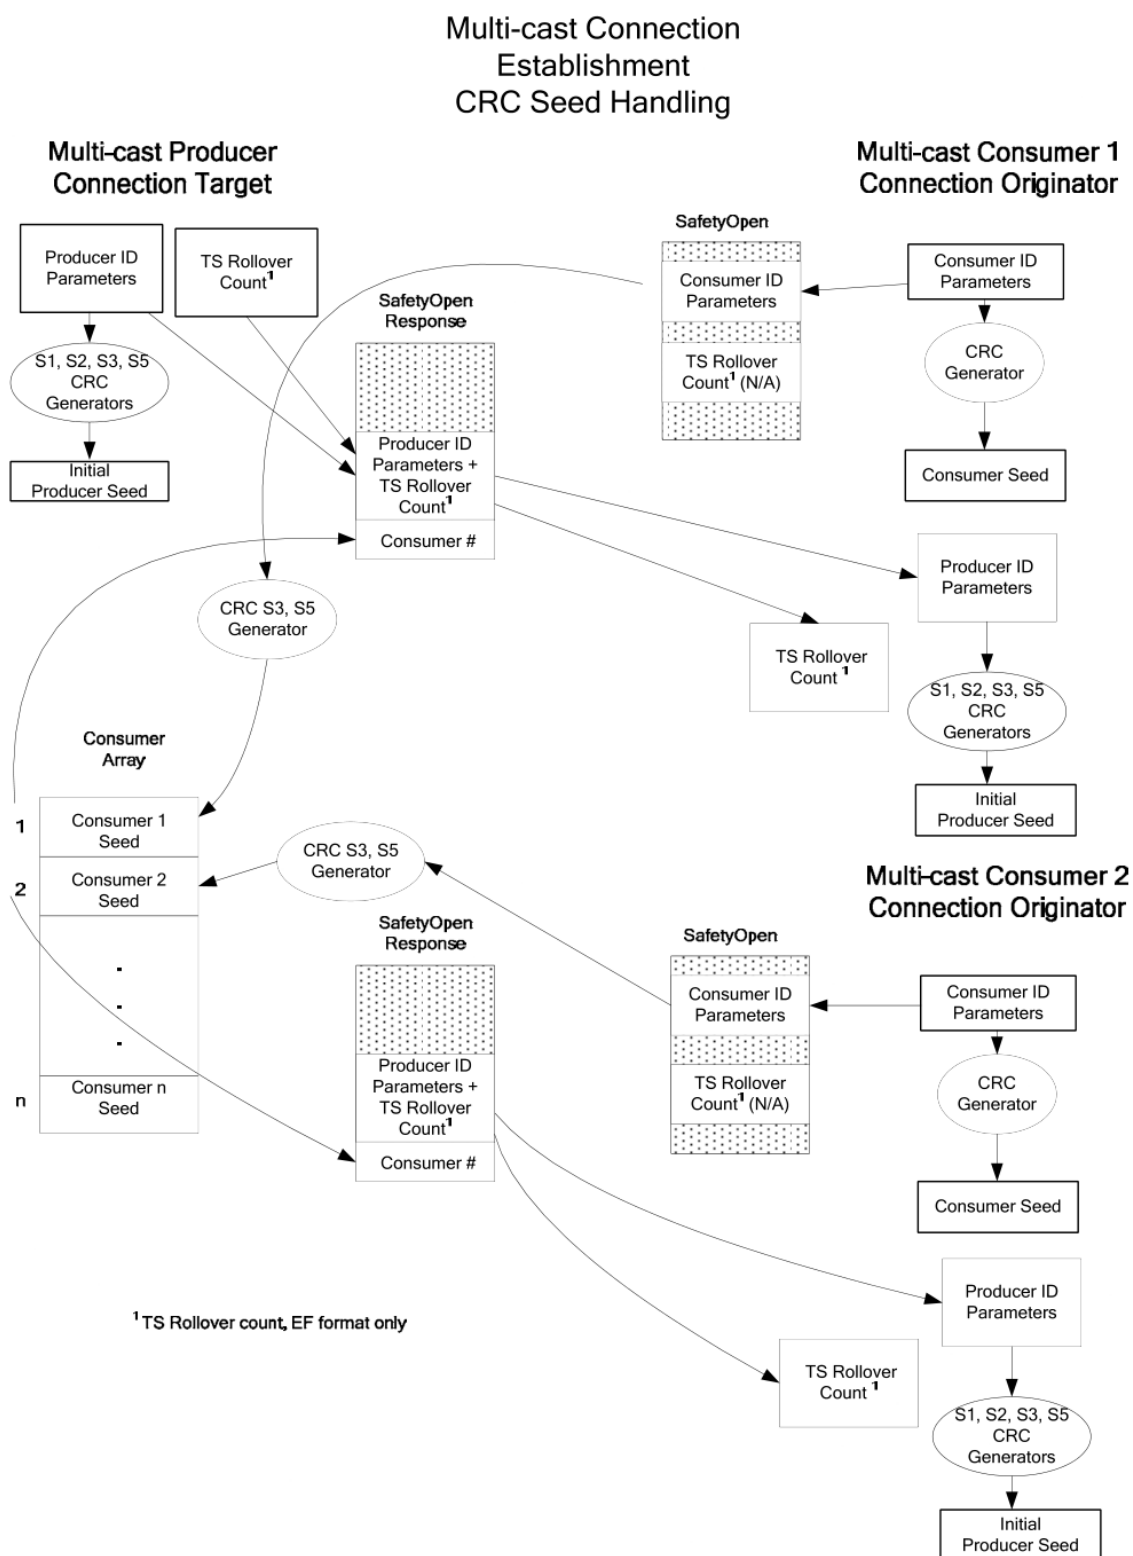 Multi-cast Connection
Establishment
CRC Seed Handling
Multi-cast Producer
Connection Target
Multi-cast Consumer 1
Connection Originator
Producer ID
Parameters
TS Rollover
Count1
SafetyOpen
Response
SafetyOpen
Consumer ID
Parameters
TS Rollover
Count1 (N/A)
Consumer ID
Parameters
CRC
Generator
Consumer Seed
S1, S2, S3, S5
CRC
Generators
Initial
Producer Seed
Producer ID
Parameters +
TS Rollover
Count1
Consumer #
CRC S3, S5
Generator
Producer ID
Parameters
TS Rollover
Count 1
S1, S2, S3, S5
CRC
Generators
Initial
Producer Seed
Consumer
Array
1
Consumer 1
Seed
2
Consumer 2
Seed
.
.
.
n
Consumer n
Seed
CRC S3, S5
Generator
Multi-cast Consumer 2
Connection Originator
SafetyOpen
Response
SafetyOpen
Consumer ID
Parameters
TS Rollover
Count1 (N/A)
Consumer ID
Parameters
CRC
Generator
Consumer Seed
Producer ID
Parameters +
TS Rollover
Count1
Consumer #
Producer ID
Parameters
TS Rollover
Count 1
S1, S2, S3, S5
CRC
Generators
Initial
Producer Seed
1 TS Rollover count, EF format only